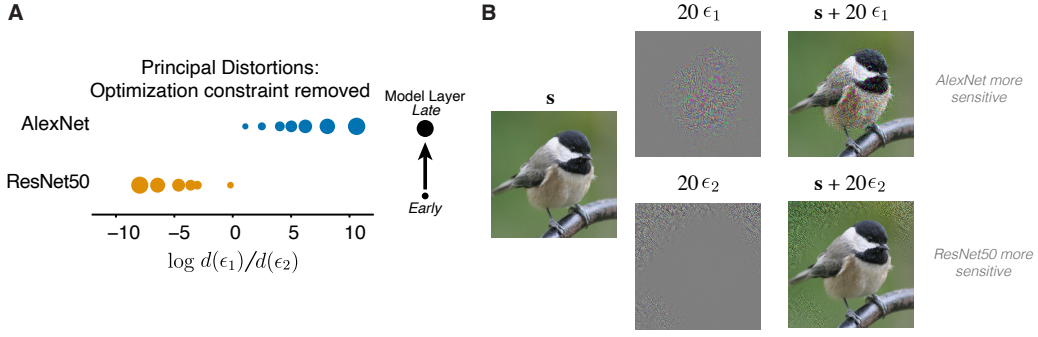 A
Principal Distortions:
Optimization constraint removed
AlexNet
ResNet50
−10 −5 0 5 10
log d(ϵ₁)/d(ϵ₂)
Model Layer
Late
Early
B
s
20 ϵ₁
s + 20 ϵ₁
AlexNet more
sensitive
20 ϵ₂
s + 20ϵ₂
ResNet50 more
sensitive